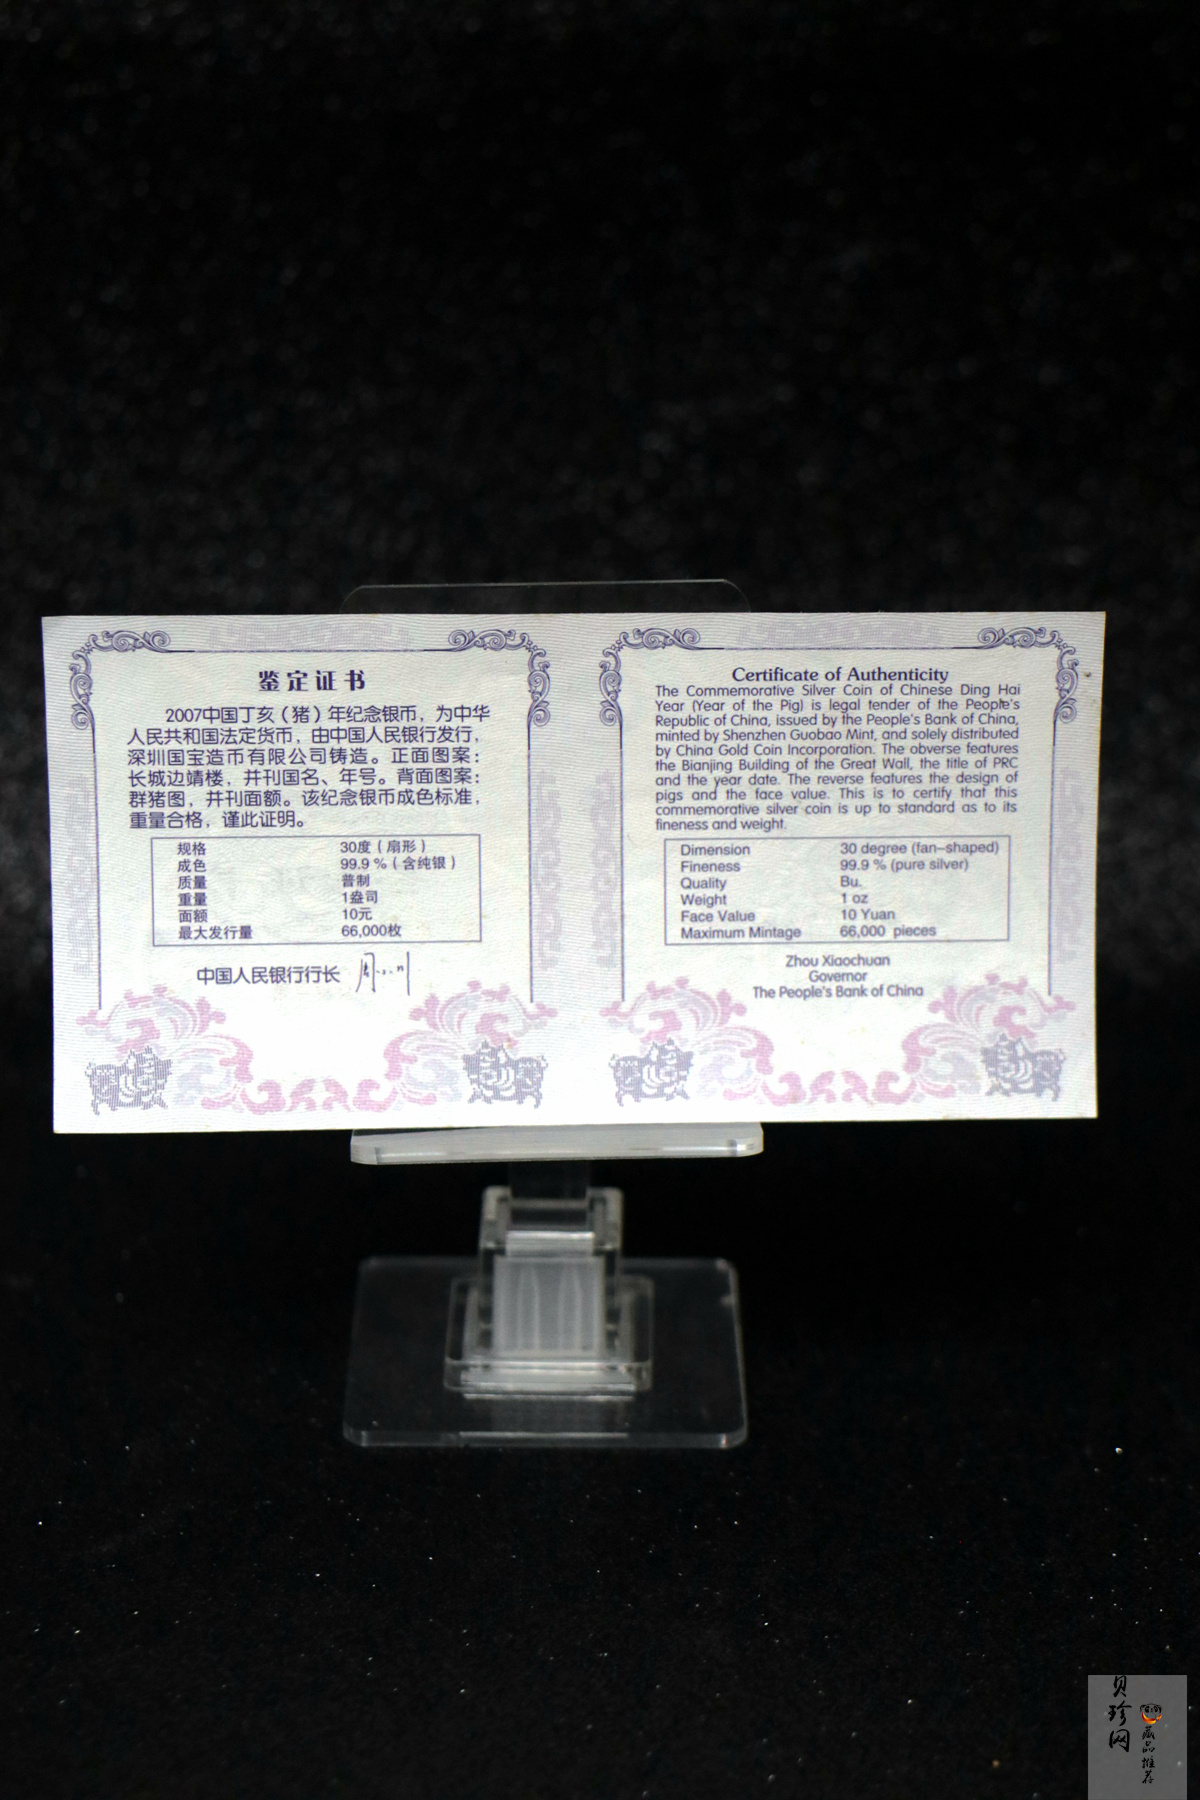 鉴定证书
2007中国丁亥（猪）年纪念银币，为中华
人民共和国法定货币，由中国人民银行发行，
深圳国宝造币有限公司铸造。正面图案：
长城边靖楼，并刊国名、年号。背面图案：
群猪图，并刊面额。该纪念银币成色标准，
重量合格，谨此证明。
规格 30度（扇形）
成色 99.9％（含纯银）
质量 普制
重量 1盎司
面额 10元
最大发行量 66,000枚
中国人民银行行长
Certificate of Authenticity
The Commemorative Silver Coin of Chinese Ding Hai
Year (Year of the Pig) is legal tender of the People's
Republic of China, issued by the People's Bank of China,
minted by Shenzhen Guobao Mint, and solely distributed
by China Gold Coin Incorporation. The obverse features
the Bianjing Building of the Great Wall, the title of PRC
and the year date. The reverse features the design of
pigs and the face value. This is to certify that this
commemorative silver coin is up to standard as to its
fineness and weight.
Dimension 30 degree (fan-shaped)
Fineness 99.9 % (pure silver)
Quality Bu.
Weight 1 oz
Face Value 10 Yuan
Maximum Mintage 66,000 pieces
Zhou Xiaochuan
Governor
The People's Bank of China
贝珍网
藏品推荐